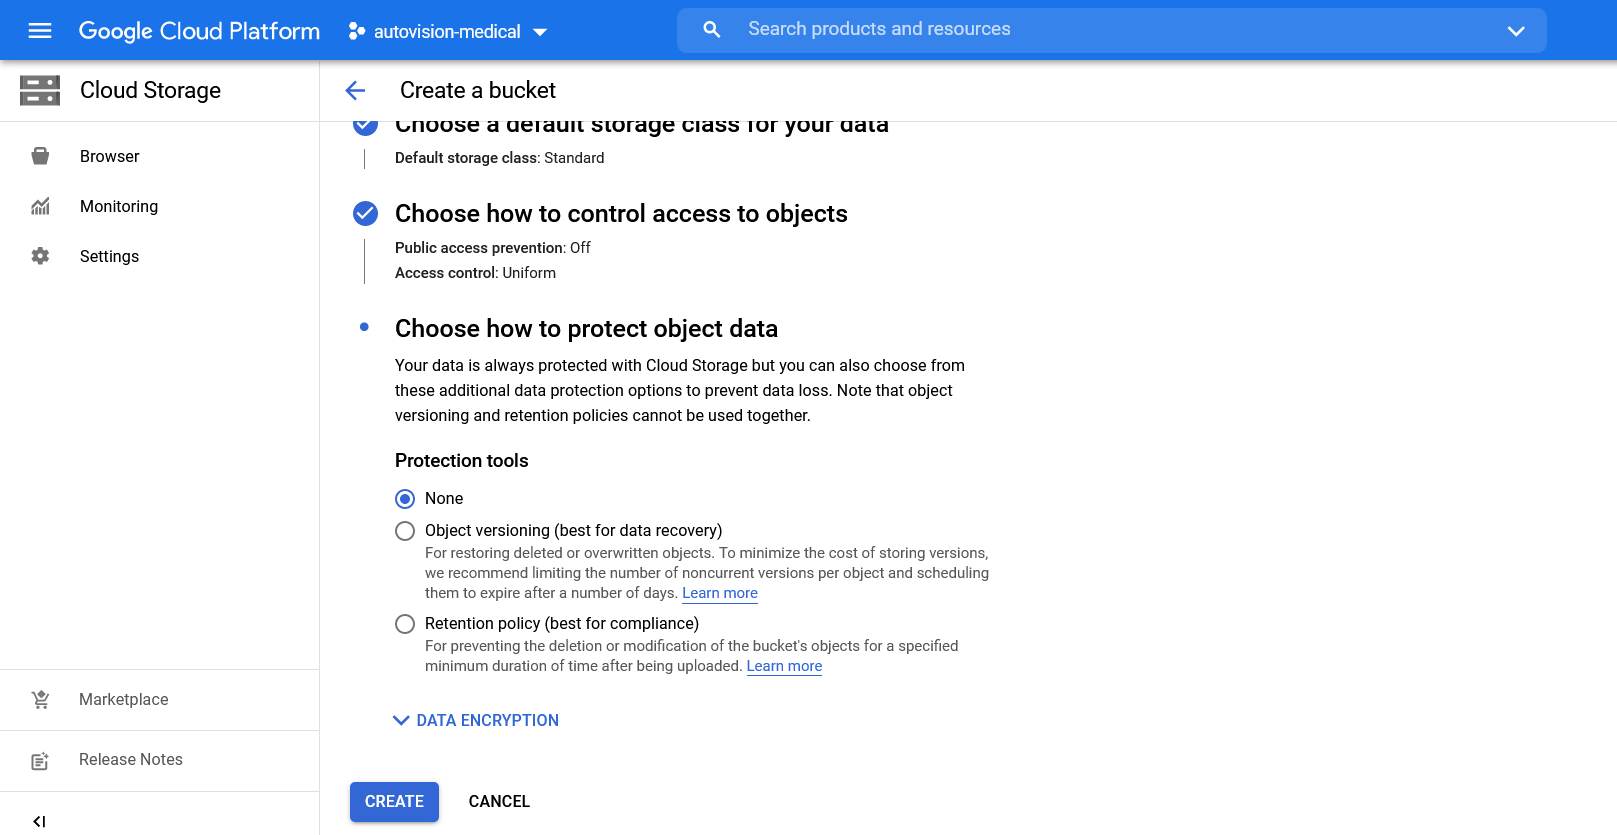 Google Cloud Platform
autovision-medical
Search products and resources
Cloud Storage
Create a bucket
Browser
Monitoring
Settings
Marketplace
Release Notes
Choose a default storage class for your data
Default storage class: Standard
Choose how to control access to objects
Public access prevention: Off
Access control: Uniform
Choose how to protect object data
Your data is always protected with Cloud Storage but you can also choose from
these additional data protection options to prevent data loss. Note that object
versioning and retention policies cannot be used together.
Protection tools
None
Object versioning (best for data recovery)
For restoring deleted or overwritten objects. To minimize the cost of storing versions,
we recommend limiting the number of noncurrent versions per object and scheduling
them to expire after a number of days. Learn more
Retention policy (best for compliance)
For preventing the deletion or modification of the bucket's objects for a specified
minimum duration of time after being uploaded. Learn more
DATA ENCRYPTION
CREATE
CANCEL